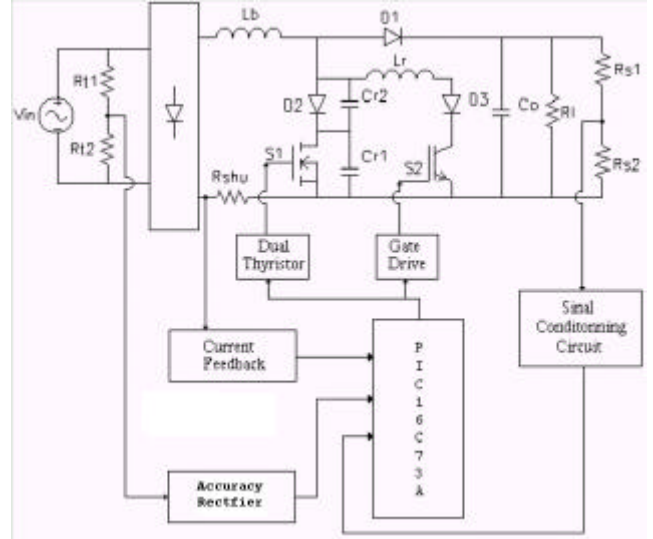 Lb
D1
Lr
Rt1
Rs1
Vin
D2
Cr2
D3
Co
Rl
Rt2
S1
Cr1
S2
Rs2
Rshu
Dual
Thyristor
Gate
Drive
Sinal
Conditonning
Circuit
Current
Feedback
P
I
C
1
6
C
7
3
A
Accuracy
Rectfier